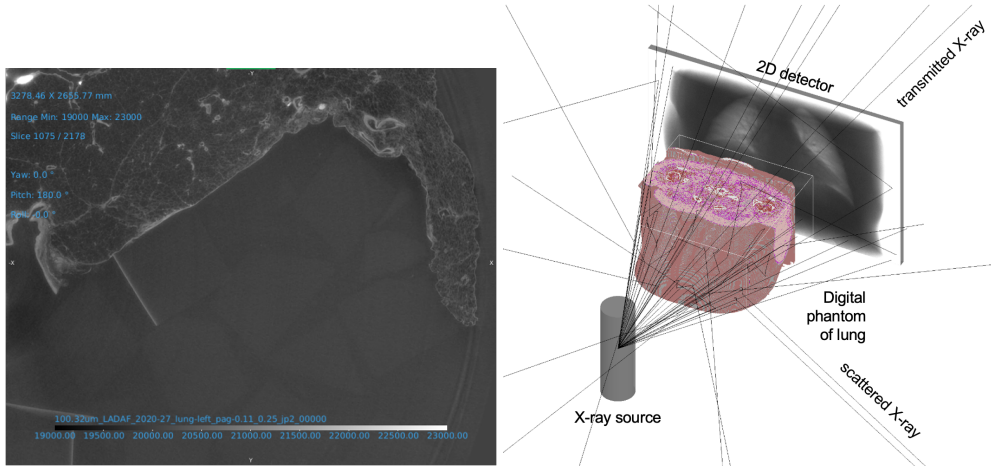 -Y
3278.46 X 2655.77 mm
Range Min: 19000 Max: 23000
Slice 1075 / 2178
Yaw: 0.0 °
Pitch: 180.0 °
-X
X
100.32um_LADAF_2020-27_lung-left_pag-0.11_0.25_jp2_00000
19000.00 19500.00 20000.00 20500.00 21000.00 21500.00 22000.00 22500.00 23000.00
Y
2D detector
transmitted X-ray
Digital
phantom
of lung
scattered X-ray
X-ray source